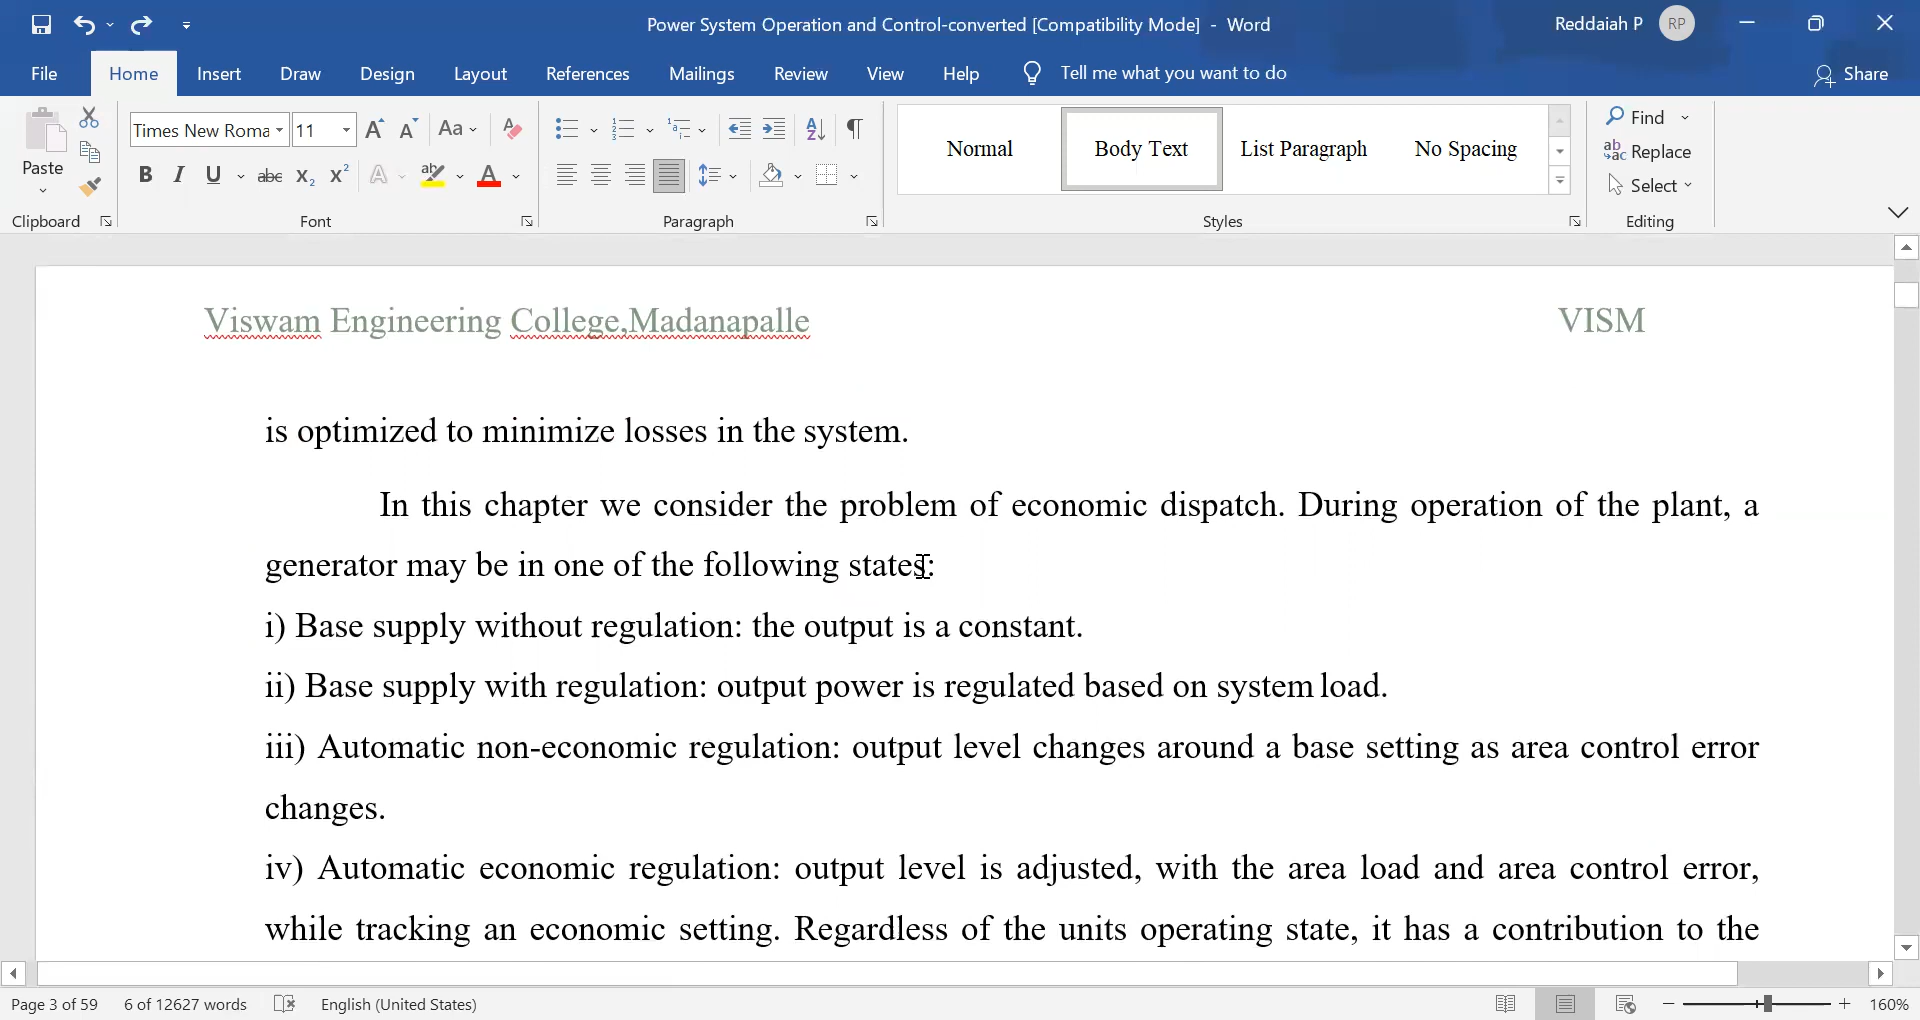 Power System Operation and Control-converted [Compatibility Mode] - Word
Reddaiah P RP
File Home Insert Draw Design Layout References Mailings Review View Help Tell me what you want to do Share
Paste
Times New Roma 11 Aa
B I U abc x₂ x² A ab A
Normal Body Text List Paragraph No Spacing
Find
Replace
Select
Clipboard Font Paragraph Styles Editing
Viswam Engineering College,Madanapalle VISM
is optimized to minimize losses in the system.
In this chapter we consider the problem of economic dispatch. During operation of the plant, a
generator may be in one of the following states:
i) Base supply without regulation: the output is a constant.
ii) Base supply with regulation: output power is regulated based on system load.
iii) Automatic non-economic regulation: output level changes around a base setting as area control error
changes.
iv) Automatic economic regulation: output level is adjusted, with the area load and area control error,
while tracking an economic setting. Regardless of the units operating state, it has a contribution to the
Page 3 of 59 6 of 12627 words English (United States) 160%